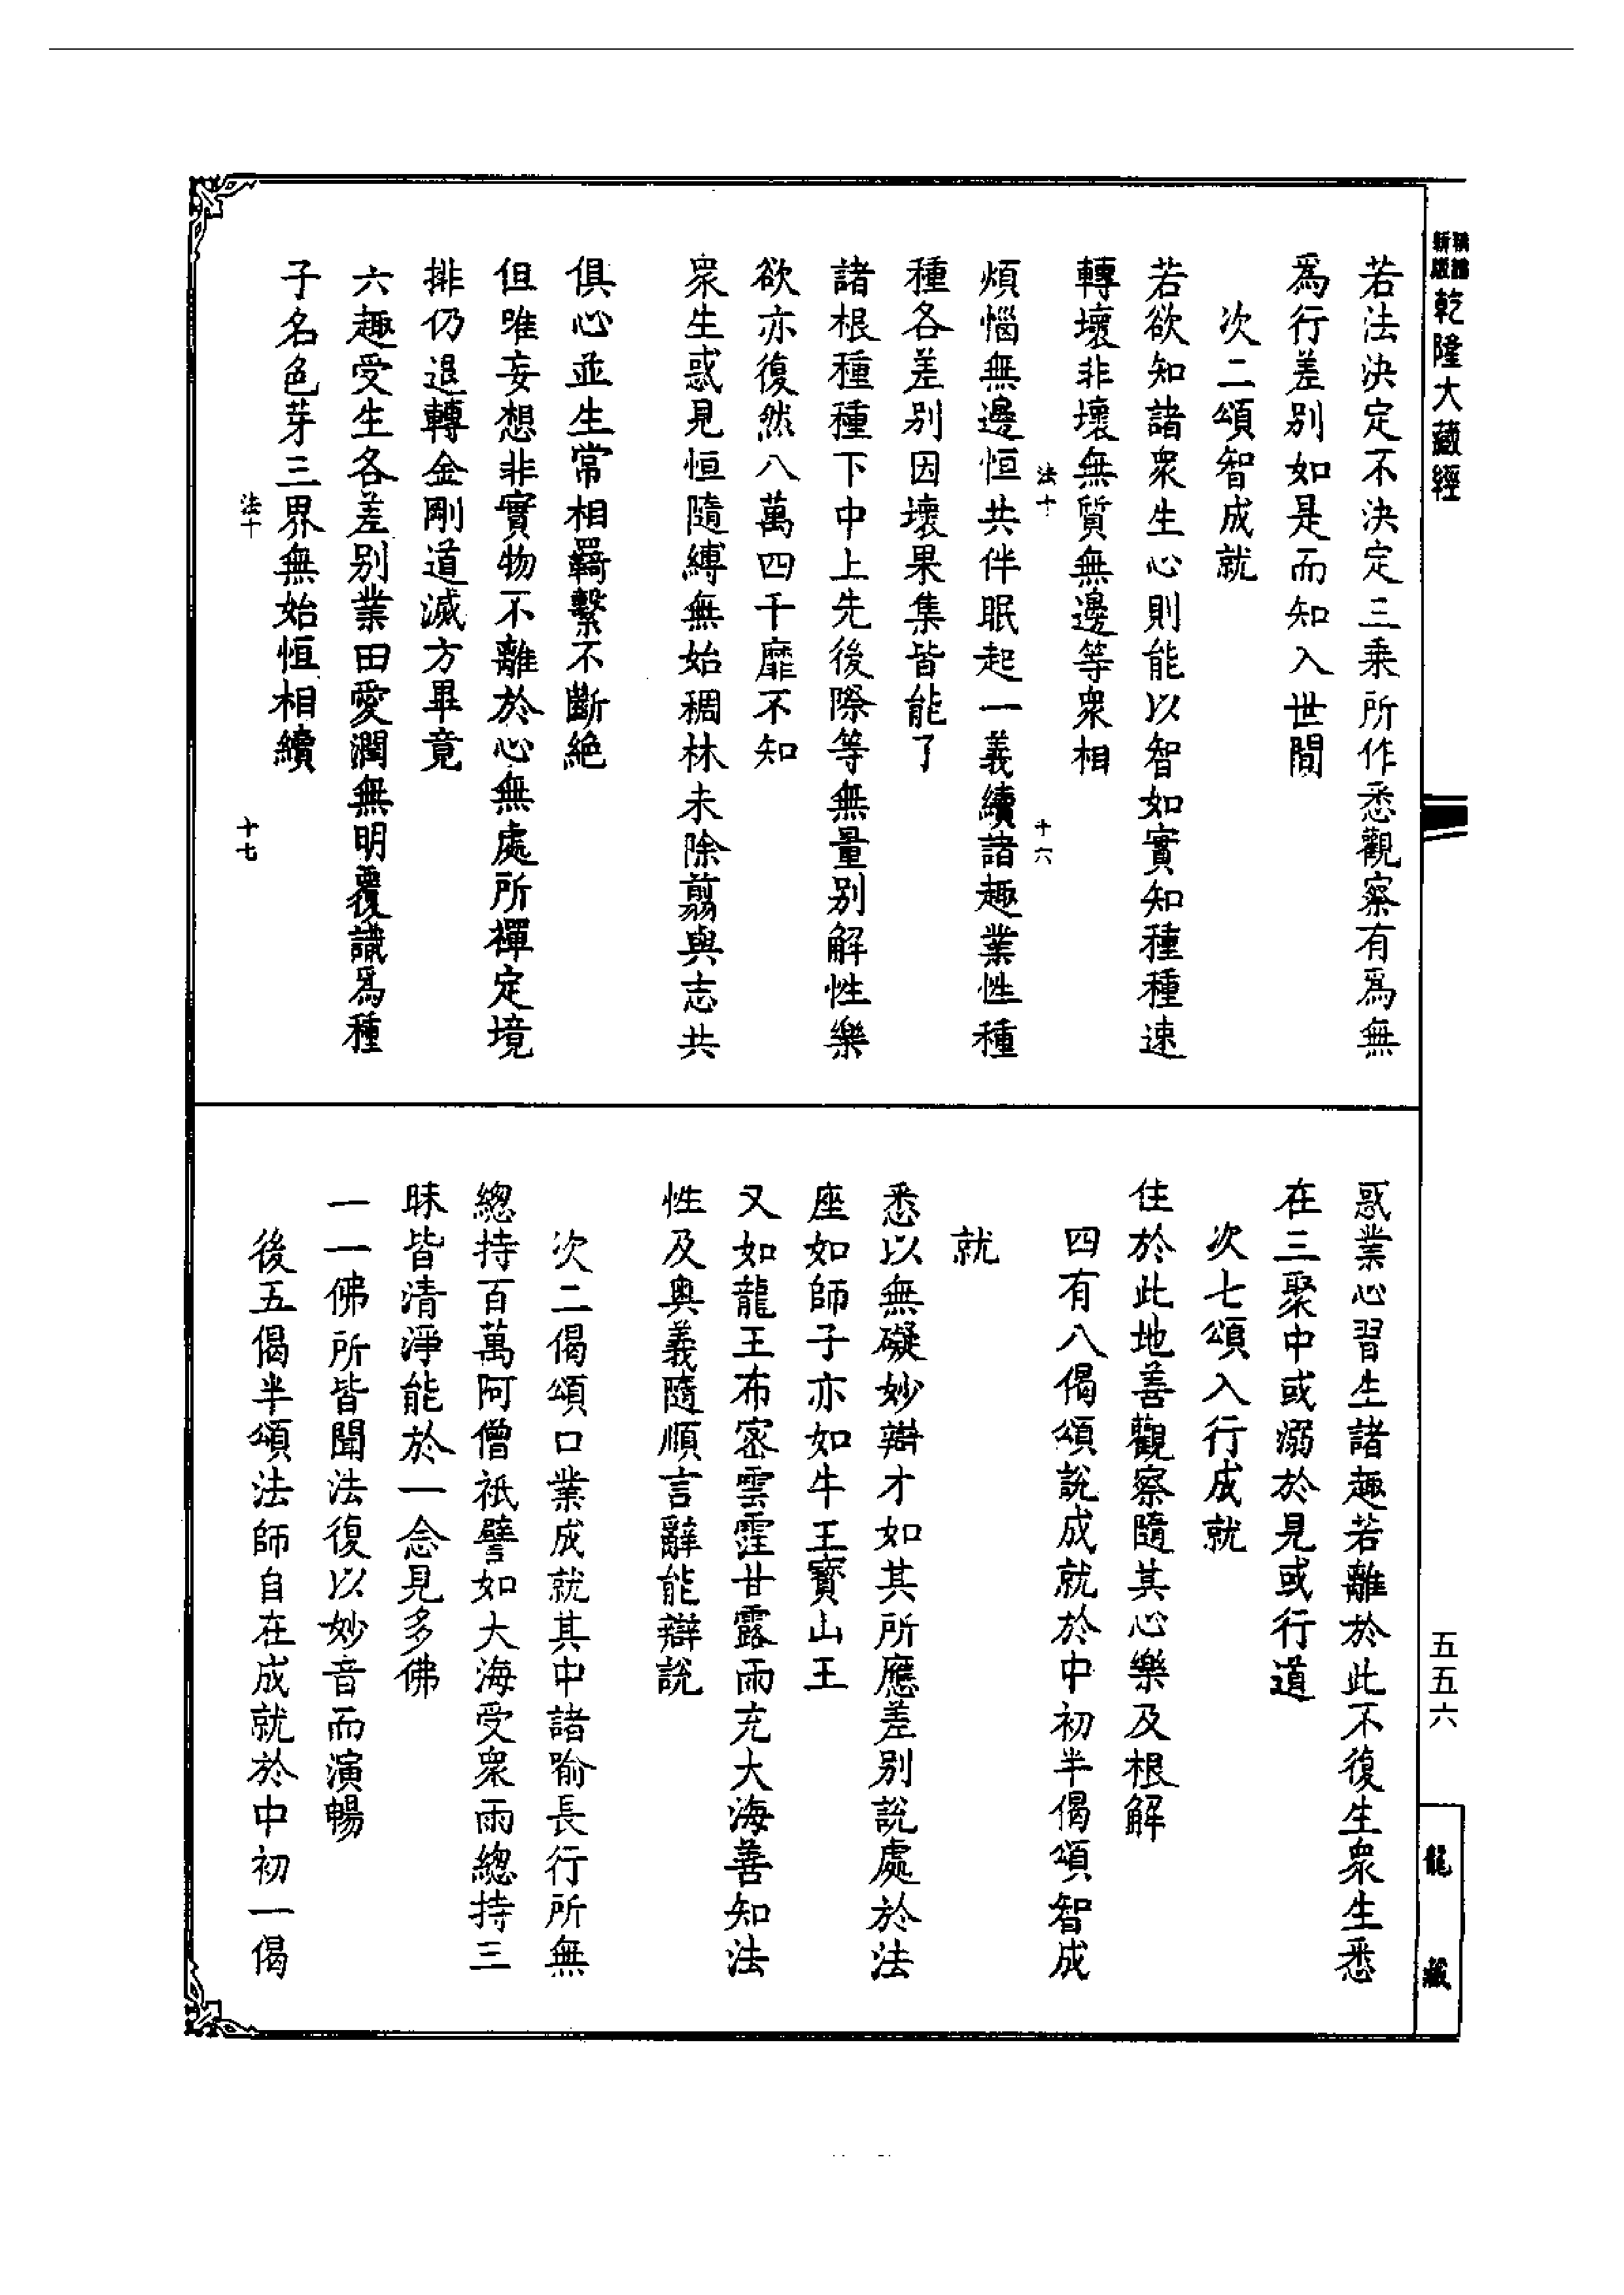 新版
乾隆大藏經
若法決定不決定三乘所作悉觀察有爲無
爲行差別如是而知入世間
次二頌智成就
若欲知諸衆生心則能以智如實知種種速
轉壞非壞無質無邊等衆相
法十
十六
煩惱無邊恒共伴眠起一義續諸趣業性種
種各差別因壞果集皆能了
諸根種種下中上先後際等無量別解性樂
欲亦復然八萬四千靡不知
衆生惑見恒隨縛無始稠林未除翦與志共
俱心並生常相羇繫不斷絕
但唯妄想非實物不離於心無處所禪定境
排仍退轉金剛道滅方畢竟
六趣受生各差別業田愛潤無明覆識爲種
子名色芽三界無始恒相續
法十
十七
惑業心習生諸趣若離於此不復生衆生悉
在三聚中或溺於見或行道
次七頌入行成就
住於此地善觀察隨其心樂及根解
四有八偈頌說成就於中初半偈頌智成
就
悉以無礙妙辯才如其所應差別說處於法
座如師子亦如牛王寶山王
又如龍王布密雲霔甘露雨充大海善知法
性及奧義隨順言辭能辯說
次二偈頌口業成就其中諸喻長行所無
總持百萬阿僧祇譬如大海受衆雨總持三
昧皆清淨能於一念見多佛
一一佛所皆聞法復以妙音而演暢
後五偈半頌法師自在成就於中初一偈
五五六
龍藏